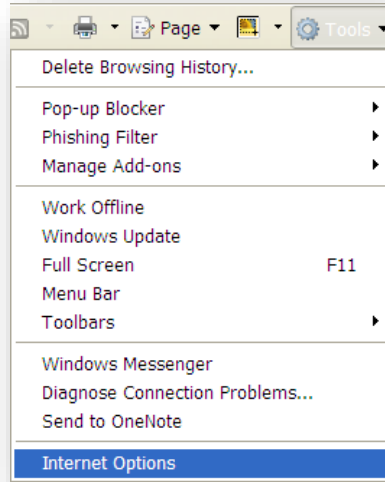 Page Tools
Delete Browsing History...
Pop-up Blocker
Phishing Filter
Manage Add-ons
Work Offline
Windows Update
Full Screen F11
Menu Bar
Toolbars
Windows Messenger
Diagnose Connection Problems...
Send to OneNote
Internet Options